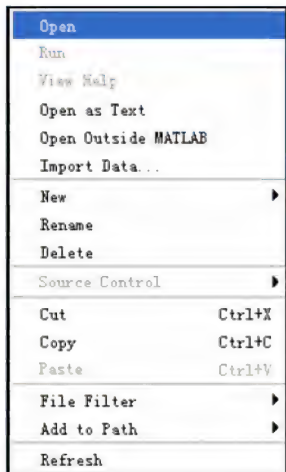 Open
Run
View Help
Open as Text
Open Outside MATLAB
Import Data...
New
Rename
Delete
Source Control
Cut Ctrl+X
Copy Ctrl+C
Paste Ctrl+V
File Filter
Add to Path
Refresh